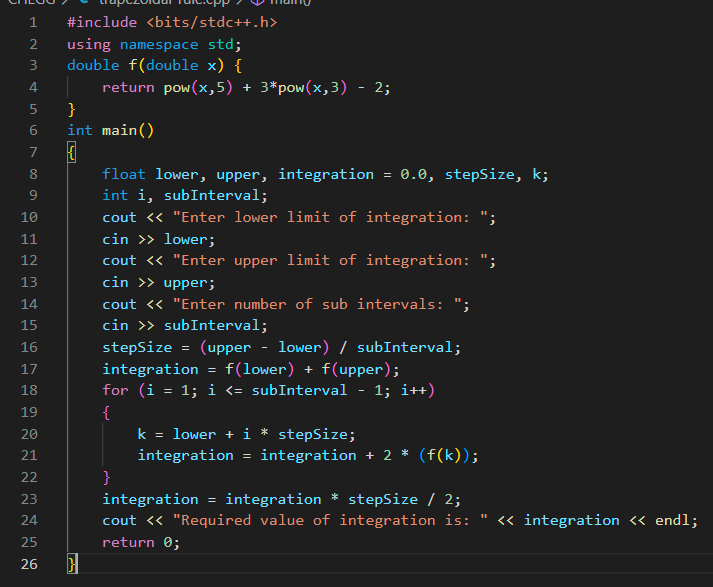 CHEGG > trapezoidal rule.cpp > main()
1 #include <bits/stdc++.h>
2 using namespace std;
3 double f(double x) {
4     return pow(x,5) + 3*pow(x,3) - 2;
5 }
6 int main()
7 {
8     float lower, upper, integration = 0.0, stepSize, k;
9     int i, subInterval;
10     cout << "Enter lower limit of integration: ";
11     cin >> lower;
12     cout << "Enter upper limit of integration: ";
13     cin >> upper;
14     cout << "Enter number of sub intervals: ";
15     cin >> subInterval;
16     stepSize = (upper - lower) / subInterval;
17     integration = f(lower) + f(upper);
18     for (i = 1; i <= subInterval - 1; i++)
19     {
20         k = lower + i * stepSize;
21         integration = integration + 2 * (f(k));
22     }
23     integration = integration * stepSize / 2;
24     cout << "Required value of integration is: " << integration << endl;
25     return 0;
26 }